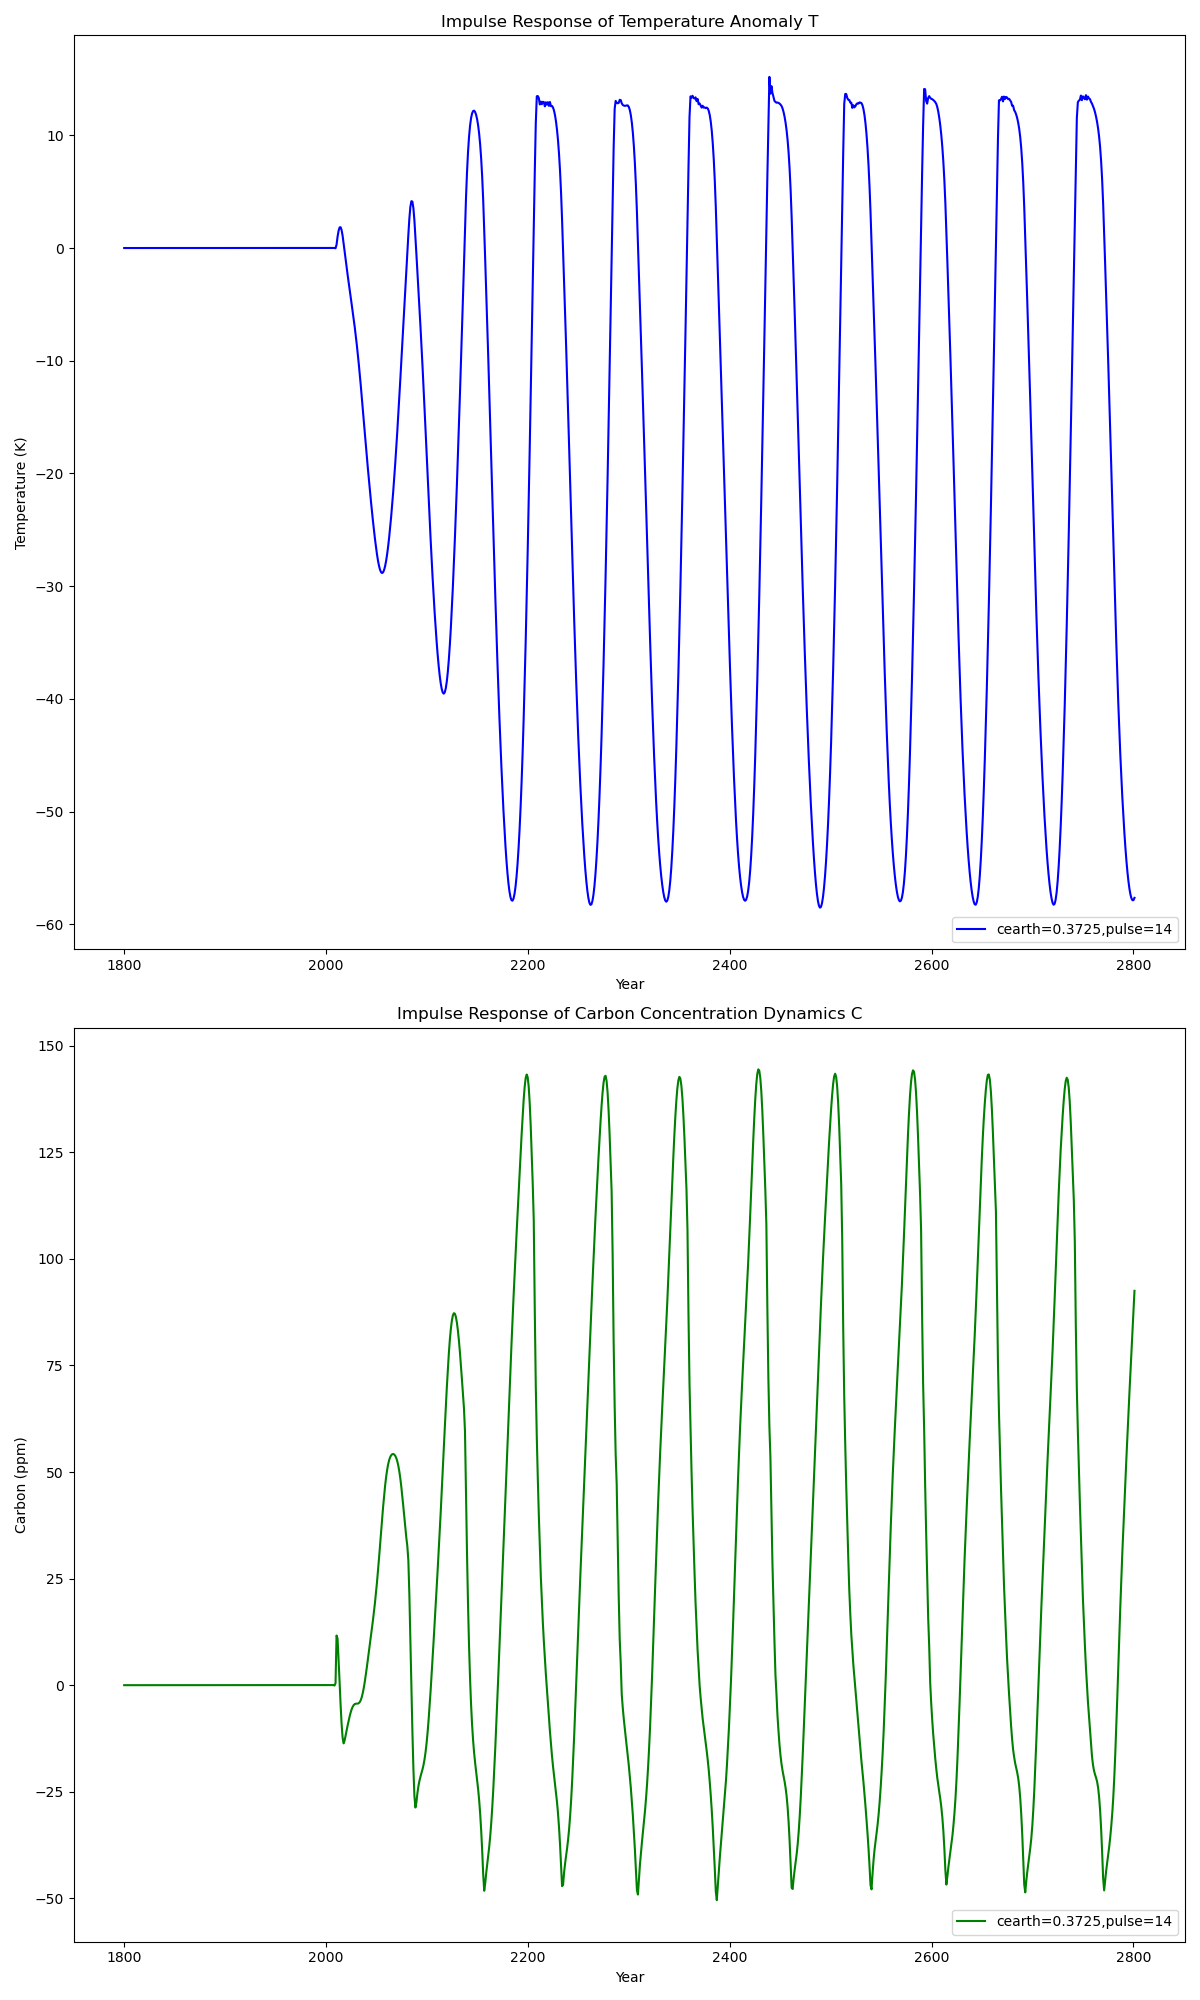 Impulse Response of Temperature Anomaly T
10
0
−10
−20
−30
−40
−50
−60
Temperature (K)
cearth=0.3725,pulse=14
1800 2000 2200 2400 2600 2800
Year
Impulse Response of Carbon Concentration Dynamics C
150
125
100
75
50
25
0
−25
−50
Carbon (ppm)
cearth=0.3725,pulse=14
1800 2000 2200 2400 2600 2800
Year